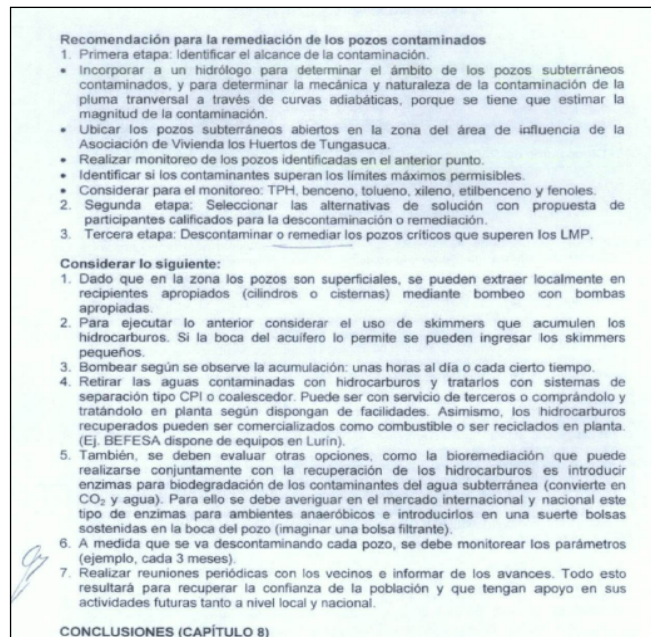 Recomendación para la remediación de los pozos contaminados
1. Primera etapa: Identificar el alcance de la contaminación.
• Incorporar a un hidrólogo para determinar el ámbito de los pozos subterráneos
contaminados, y para determinar la mecánica y naturaleza de la contaminación de la
pluma tranversal a través de curvas adiabáticas, porque se tiene que estimar la
magnitud de la contaminación.
• Ubicar los pozos subterráneos abiertos en la zona del área de influencia de la
Asociación de Vivienda los Huertos de Tungasuca.
• Realizar monitoreo de los pozos identificadas en el anterior punto.
• Identificar si los contaminantes superan los límites máximos permisibles.
• Considerar para el monitoreo: TPH, benceno, tolueno, xileno, etilbenceno y fenoles.
2. Segunda etapa: Seleccionar las alternativas de solución con propuesta de
participantes calificados para la descontaminación o remediación.
3. Tercera etapa: Descontaminar o remediar los pozos críticos que superen los LMP.
Considerar lo siguiente:
1. Dado que en la zona los pozos son superficiales, se pueden extraer localmente en
recipientes apropiados (cilindros o cisternas) mediante bombeo con bombas
apropiadas.
2. Para ejecutar lo anterior considerar el uso de skimmers que acumulen los
hidrocarburos. Si la boca del acuífero lo permite se pueden ingresar los skimmers
pequeños.
3. Bombear según se observe la acumulación: unas horas al día o cada cierto tiempo.
4. Retirar las aguas contaminadas con hidrocarburos y tratarlos con sistemas de
separación tipo CPI o coalescedor. Puede ser con servicio de terceros o comprándolo y
tratándolo en planta según dispongan de facilidades. Asimismo, los hidrocarburos
recuperados pueden ser comercializados como combustible o ser reciclados en planta.
(Ej. BEFESA dispone de equipos en Lurín).
5. También, se deben evaluar otras opciones, como la bioremediación que puede
realizarse conjuntamente con la recuperación de los hidrocarburos es introducir
enzimas para biodegradación de los contaminantes del agua subterránea (convierte en
CO₂ y agua). Para ello se debe averiguar en el mercado internacional y nacional este
tipo de enzimas para ambientes anaeróbicos e introducirlos en una suerte bolsas
sostenidas en la boca del pozo (imaginar una bolsa filtrante).
6. A medida que se va descontaminando cada pozo, se debe monitorear los parámetros
(ejemplo, cada 3 meses).
7. Realizar reuniones periódicas con los vecinos e informar de los avances. Todo esto
resultará para recuperar la confianza de la población y que tengan apoyo en sus
actividades futuras tanto a nivel local y nacional.
CONCLUSIONES (CAPÍTULO 8)